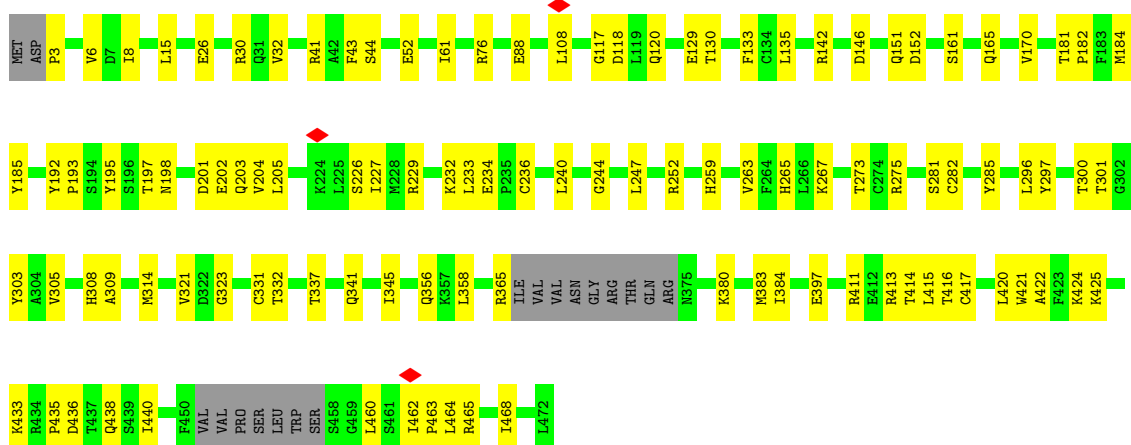 MET ASP P3 V6 D7 I8 L15 E26 R30 Q31 V32 R41 A42 F43 S44 E52 I61 R76 E88 L108 G117 D118 L119 Q120 E129 T130 F133 C134 L135 R142 D146 Q151 D152 S161 Q165 V170 T181 P182 F183 M184
Y185 Y192 P193 S194 Y195 S196 T197 N198 D201 E202 Q203 V204 L205 K224 L225 S226 I227 M228 R229 K232 L233 E234 P235 C236 L240 G244 L247 R252 H259 V263 F264 H265 L266 K267 T273 C274 R275 S281 C282 Y285 L296 Y297 T300 T301 G302
Y303 A304 V305 H308 A309 M314 V321 D322 G323 C331 T332 T337 Q341 I345 Q356 K357 L358 R365 ILE VAL VAL ASN GLY ARG THR GLN ARG N375 K380 M383 I384 E397 R411 E412 R413 T414 L415 T416 C417 L420 W421 A422 F423 K424 K425
K433 R434 P435 D436 T437 Q438 S439 I440 F450 VAL VAL PRO SER LEU TRP SER S458 G459 L460 S461 I462 P463 L464 R465 I468 L472